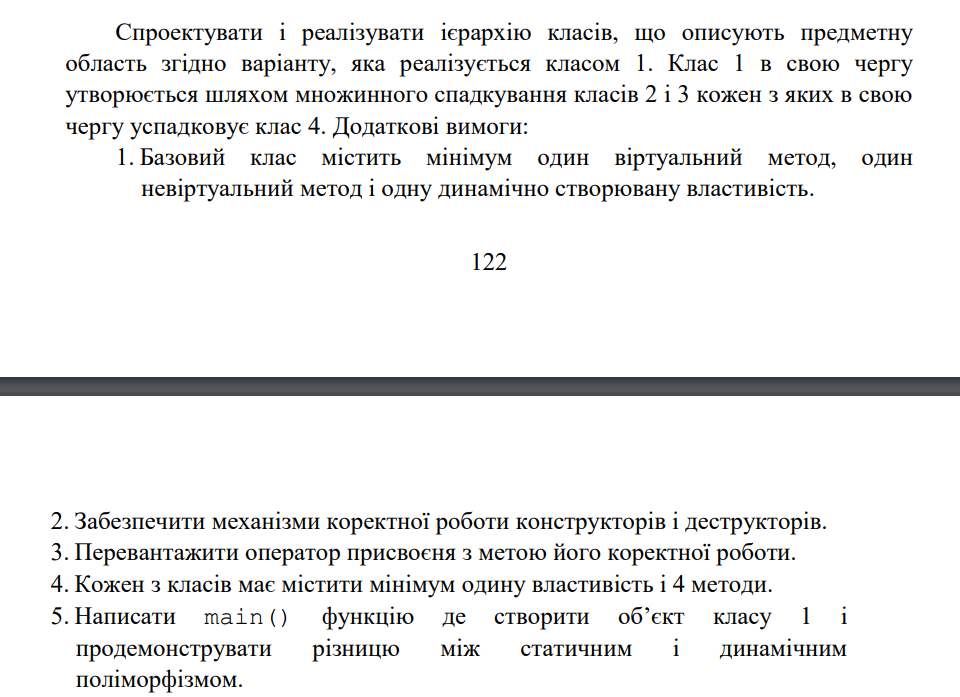 Спроектувати і реалізувати ієрархію класів, що описують предметну
область згідно варіанту, яка реалізується класом 1. Клас 1 в свою чергу
утворюється шляхом множинного спадкування класів 2 і 3 кожен з яких в свою
чергу успадковує клас 4. Додаткові вимоги:
1. Базовий клас містить мінімум один віртуальний метод, один
невіртуальний метод і одну динамічно створювану властивість.
122
2. Забезпечити механізми коректної роботи конструкторів і деструкторів.
3. Перевантажити оператор присвоєня з метою його коректної роботи.
4. Кожен з класів має містити мінімум одину властивість і 4 методи.
5. Написати main() функцію де створити об’єкт класу 1 і
продемонструвати різницю між статичним і динамічним
поліморфізмом.